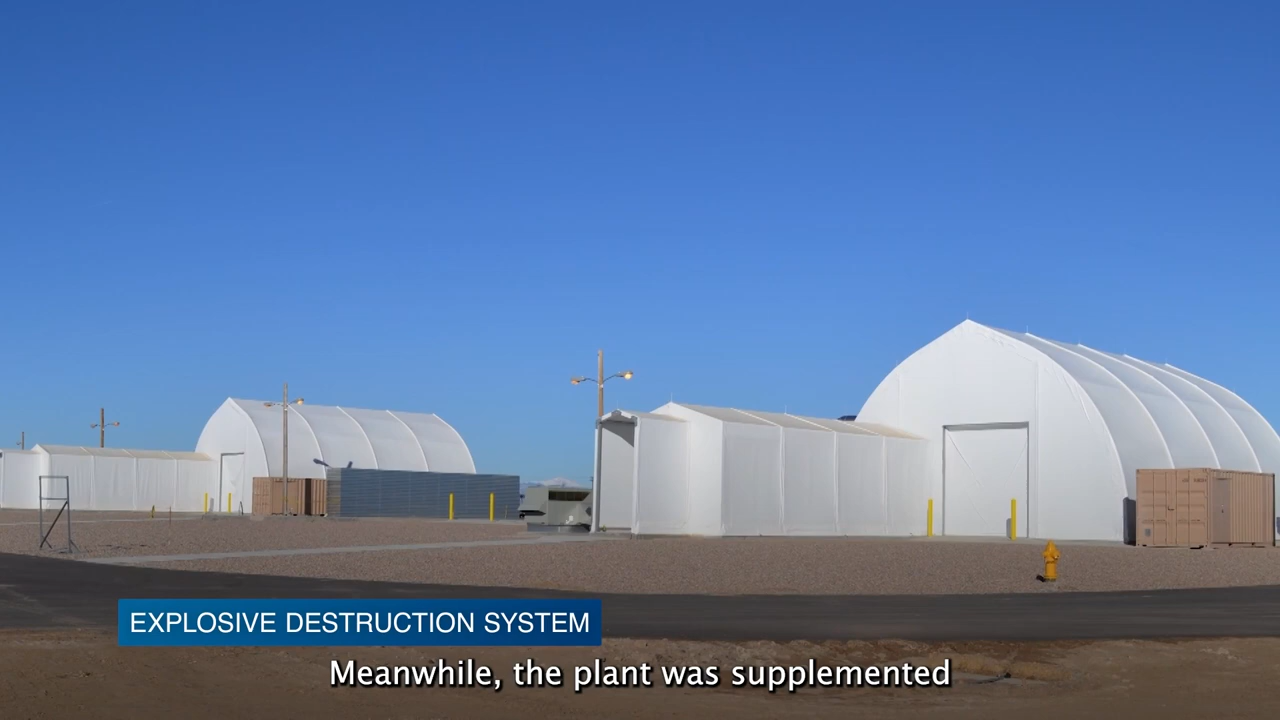 EXPLOSIVE DESTRUCTION SYSTEM
Meanwhile, the plant was supplemented